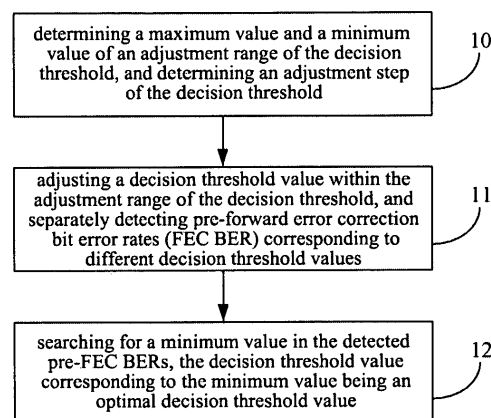 determining a maximum value and a minimum
value of an adjustment range of the decision
threshold, and determining an adjustment step
of the decision threshold
10
adjusting a decision threshold value within the
adjustment range of the decision threshold, and
separately detecting pre-forward error correction
bit error rates (FEC BER) corresponding to
different decision threshold values
11
searching for a minimum value in the detected
pre-FEC BERs, the decision threshold value
corresponding to the minimum value being an
optimal decision threshold value
12